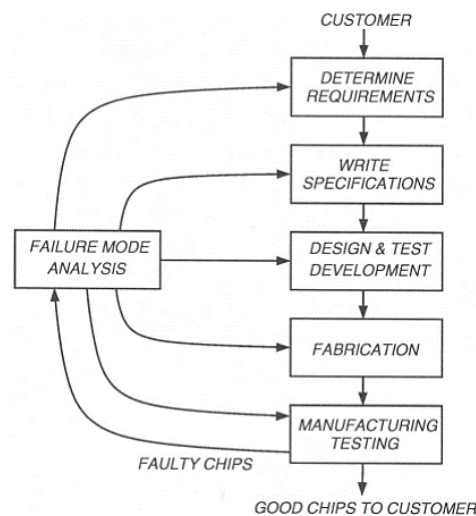 CUSTOMER
DETERMINE
REQUIREMENTS
WRITE
SPECIFICATIONS
FAILURE MODE
ANALYSIS
DESIGN & TEST
DEVELOPMENT
FABRICATION
MANUFACTURING
TESTING
FAULTY CHIPS
GOOD CHIPS TO CUSTOMER